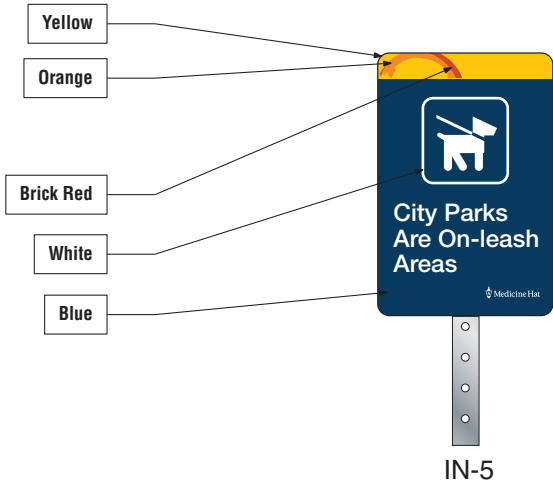 Yellow
Orange
Brick Red
White
Blue
City Parks
Are On-leash
Areas
Medicine Hat
IN-5